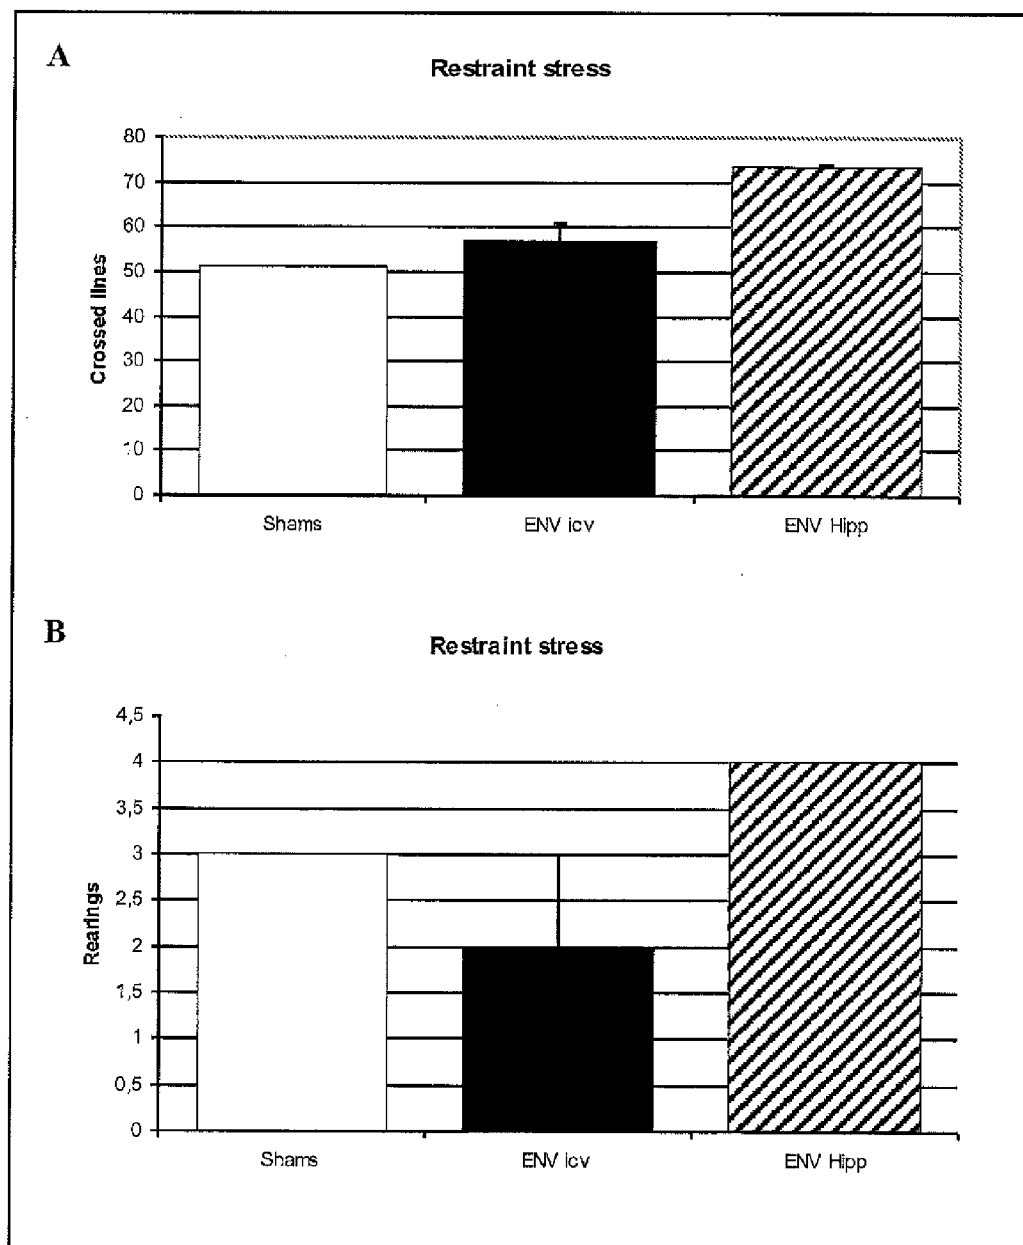 A
Restraint stress
80
70
60
50
40
30
20
10
0
Crossed lines
Shams
ENV icv
ENV Hipp
B
Restraint stress
4,5
4
3,5
3
2,5
2
1,5
1
0,5
0
Rearings
Shams
ENV icv
ENV Hipp